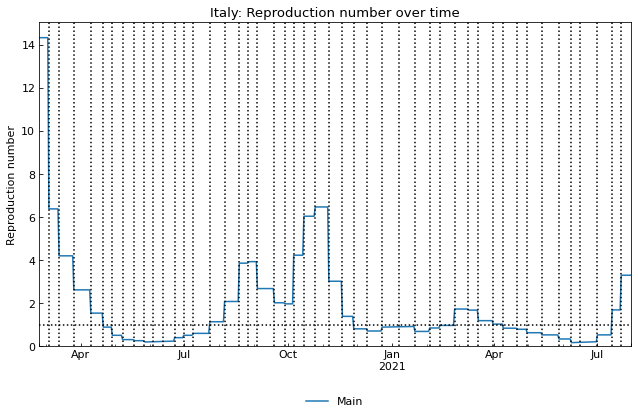 Italy: Reproduction number over time
Reproduction number
14
12
10
8
6
4
2
0
Apr
Jul
Oct
Jan
2021
Apr
Jul
Main